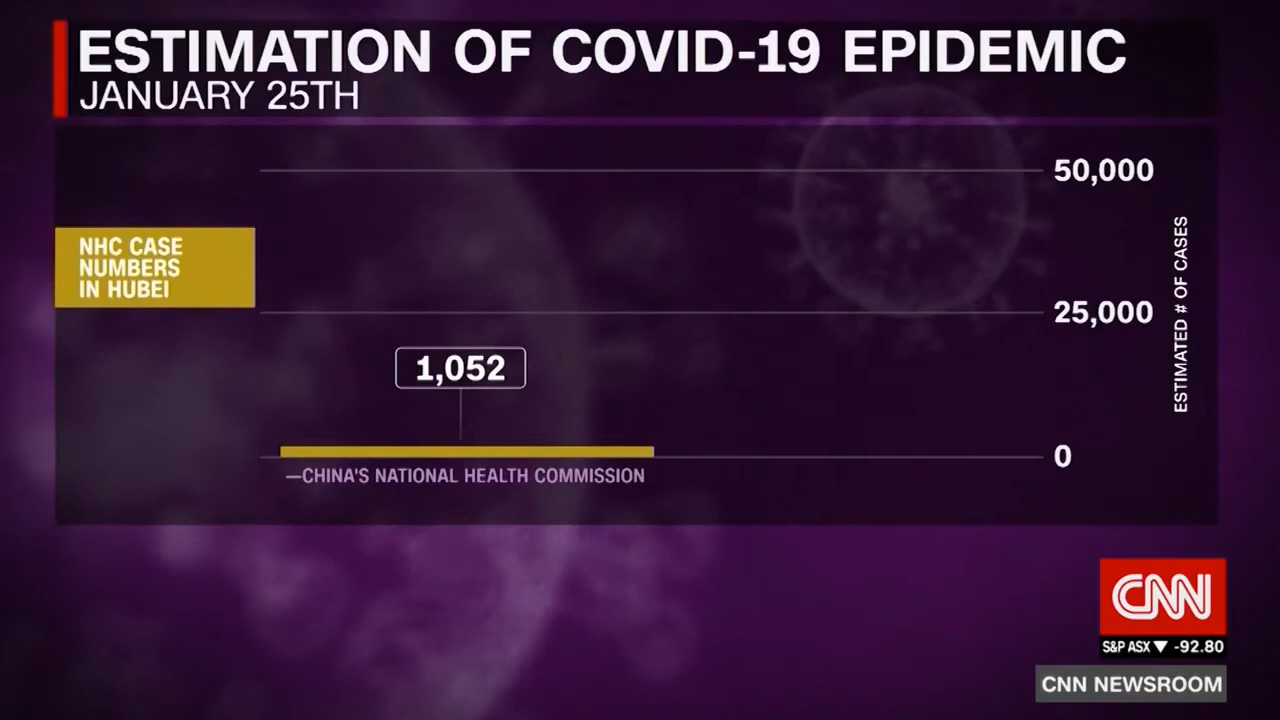 ESTIMATION OF COVID-19 EPIDEMIC
JANUARY 25TH
50,000
NHC CASE
NUMBERS
IN HUBEI
25,000
ESTIMATED # OF CASES
1,052
0
—CHINA'S NATIONAL HEALTH COMMISSION
CNN
S&P ASX ▼ -92.80
CNN NEWSROOM